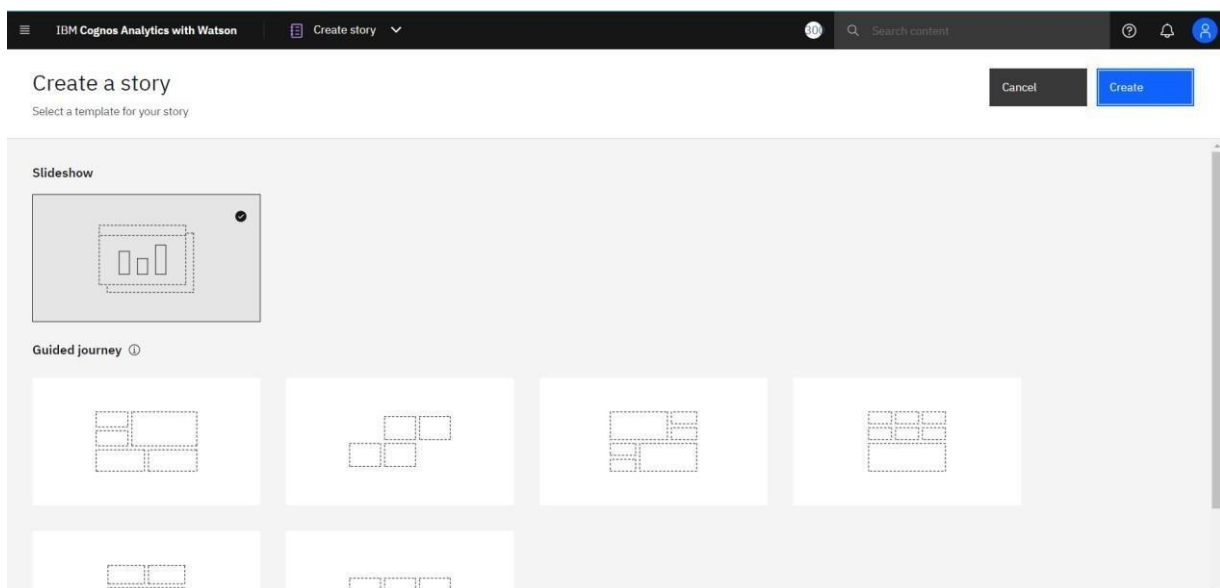 IBM Cognos Analytics with Watson
Create story
Search content
Create a story
Select a template for your story
Cancel
Create
Slideshow
Guided journey